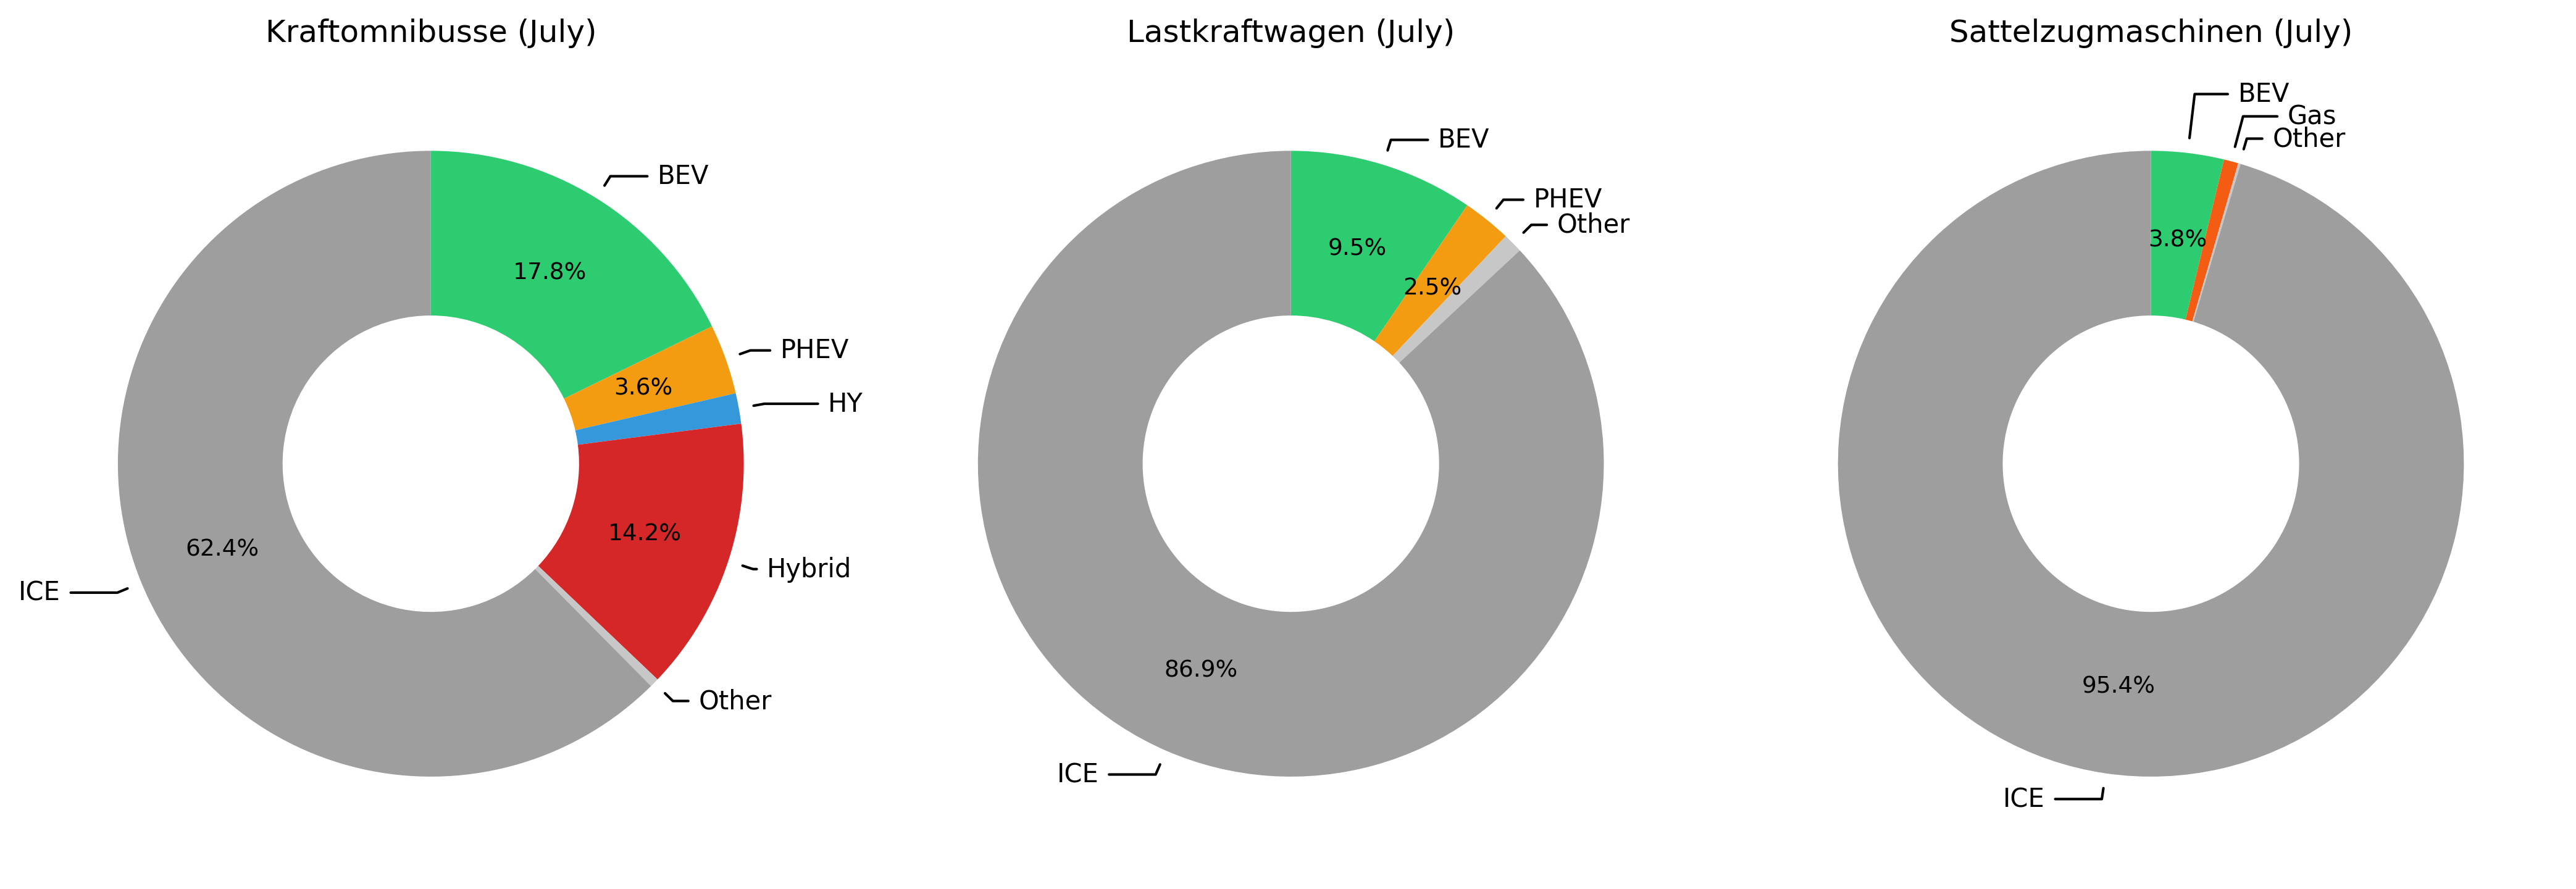 Kraftomnibusse (July)
BEV
17.8%
PHEV
3.6%
HY
14.2%
Hybrid
Other
62.4%
ICE
Lastkraftwagen (July)
BEV
9.5%
PHEV
Other
2.5%
86.9%
ICE
Sattelzugmaschinen (July)
BEV
Gas
Other
3.8%
95.4%
ICE